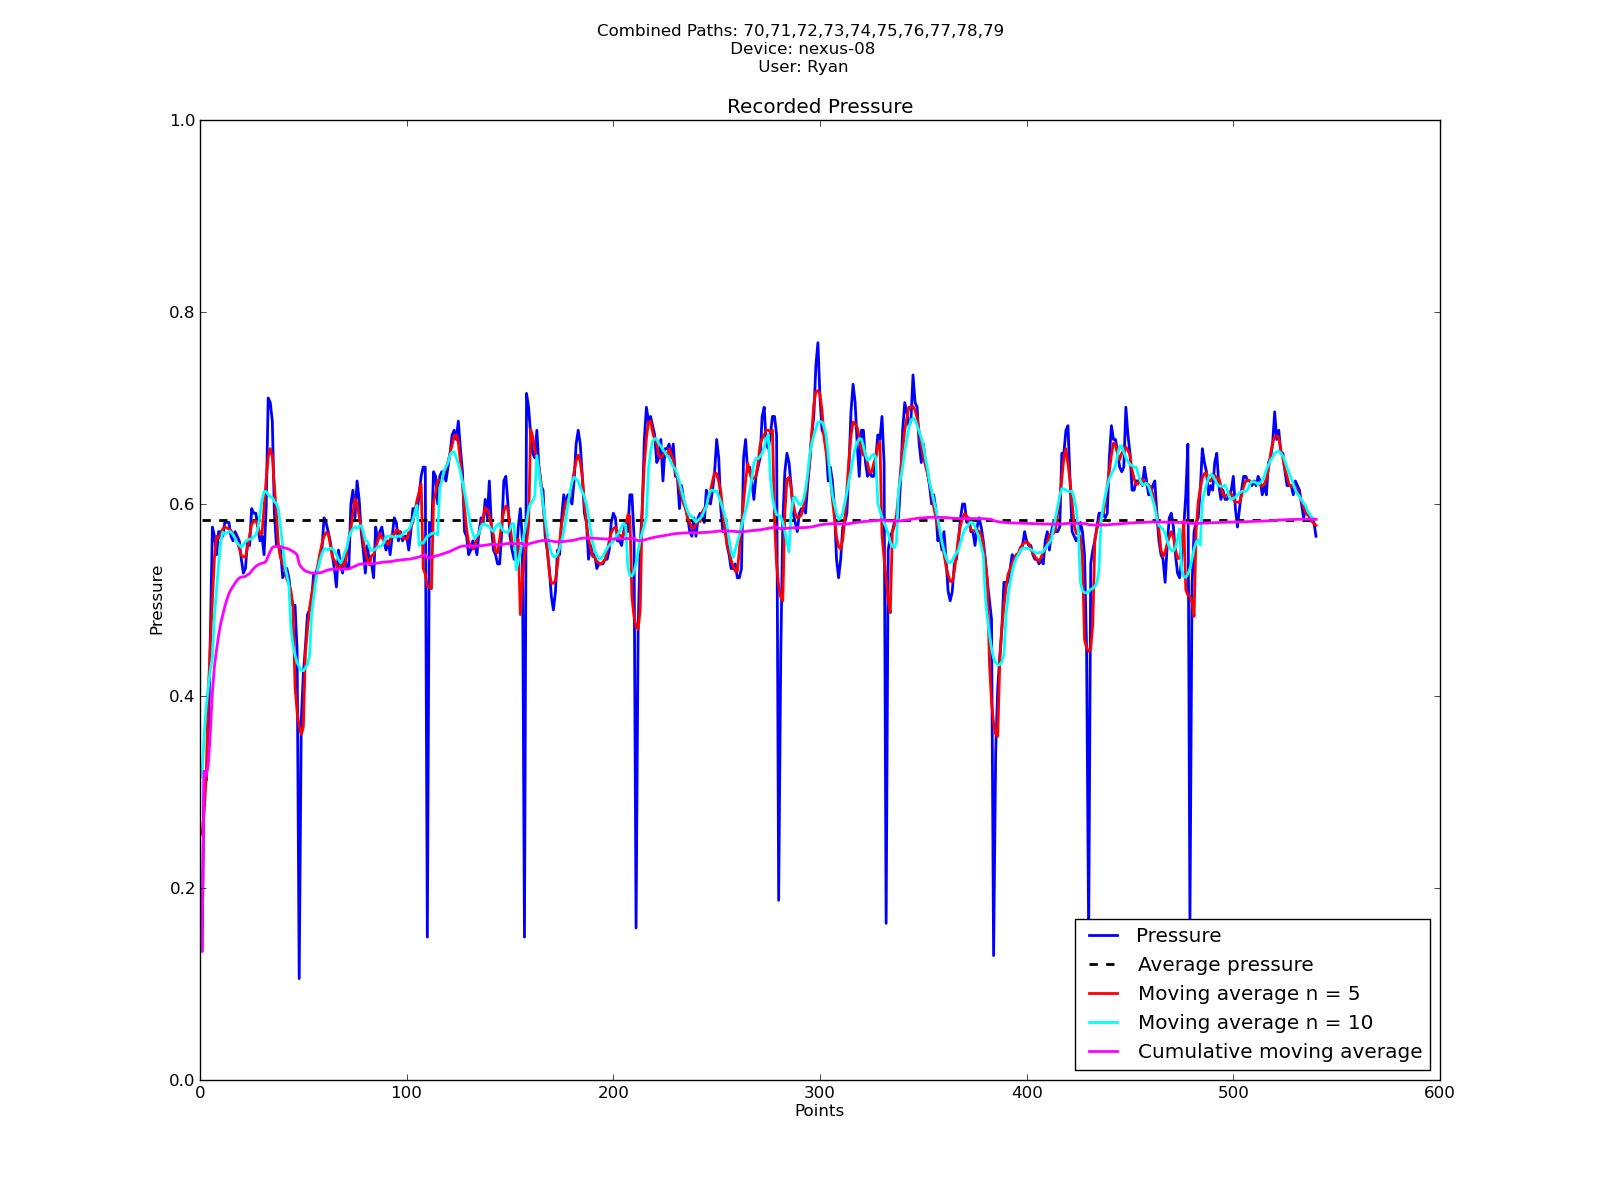 Combined Paths: 70,71,72,73,74,75,76,77,78,79
Device: nexus-08
User: Ryan
Recorded Pressure
1.0
0.8
0.6
0.4
0.2
0.0
Pressure
0 100 200 300 400 500 600
Points
Pressure
Average pressure
Moving average n = 5
Moving average n = 10
Cumulative moving average